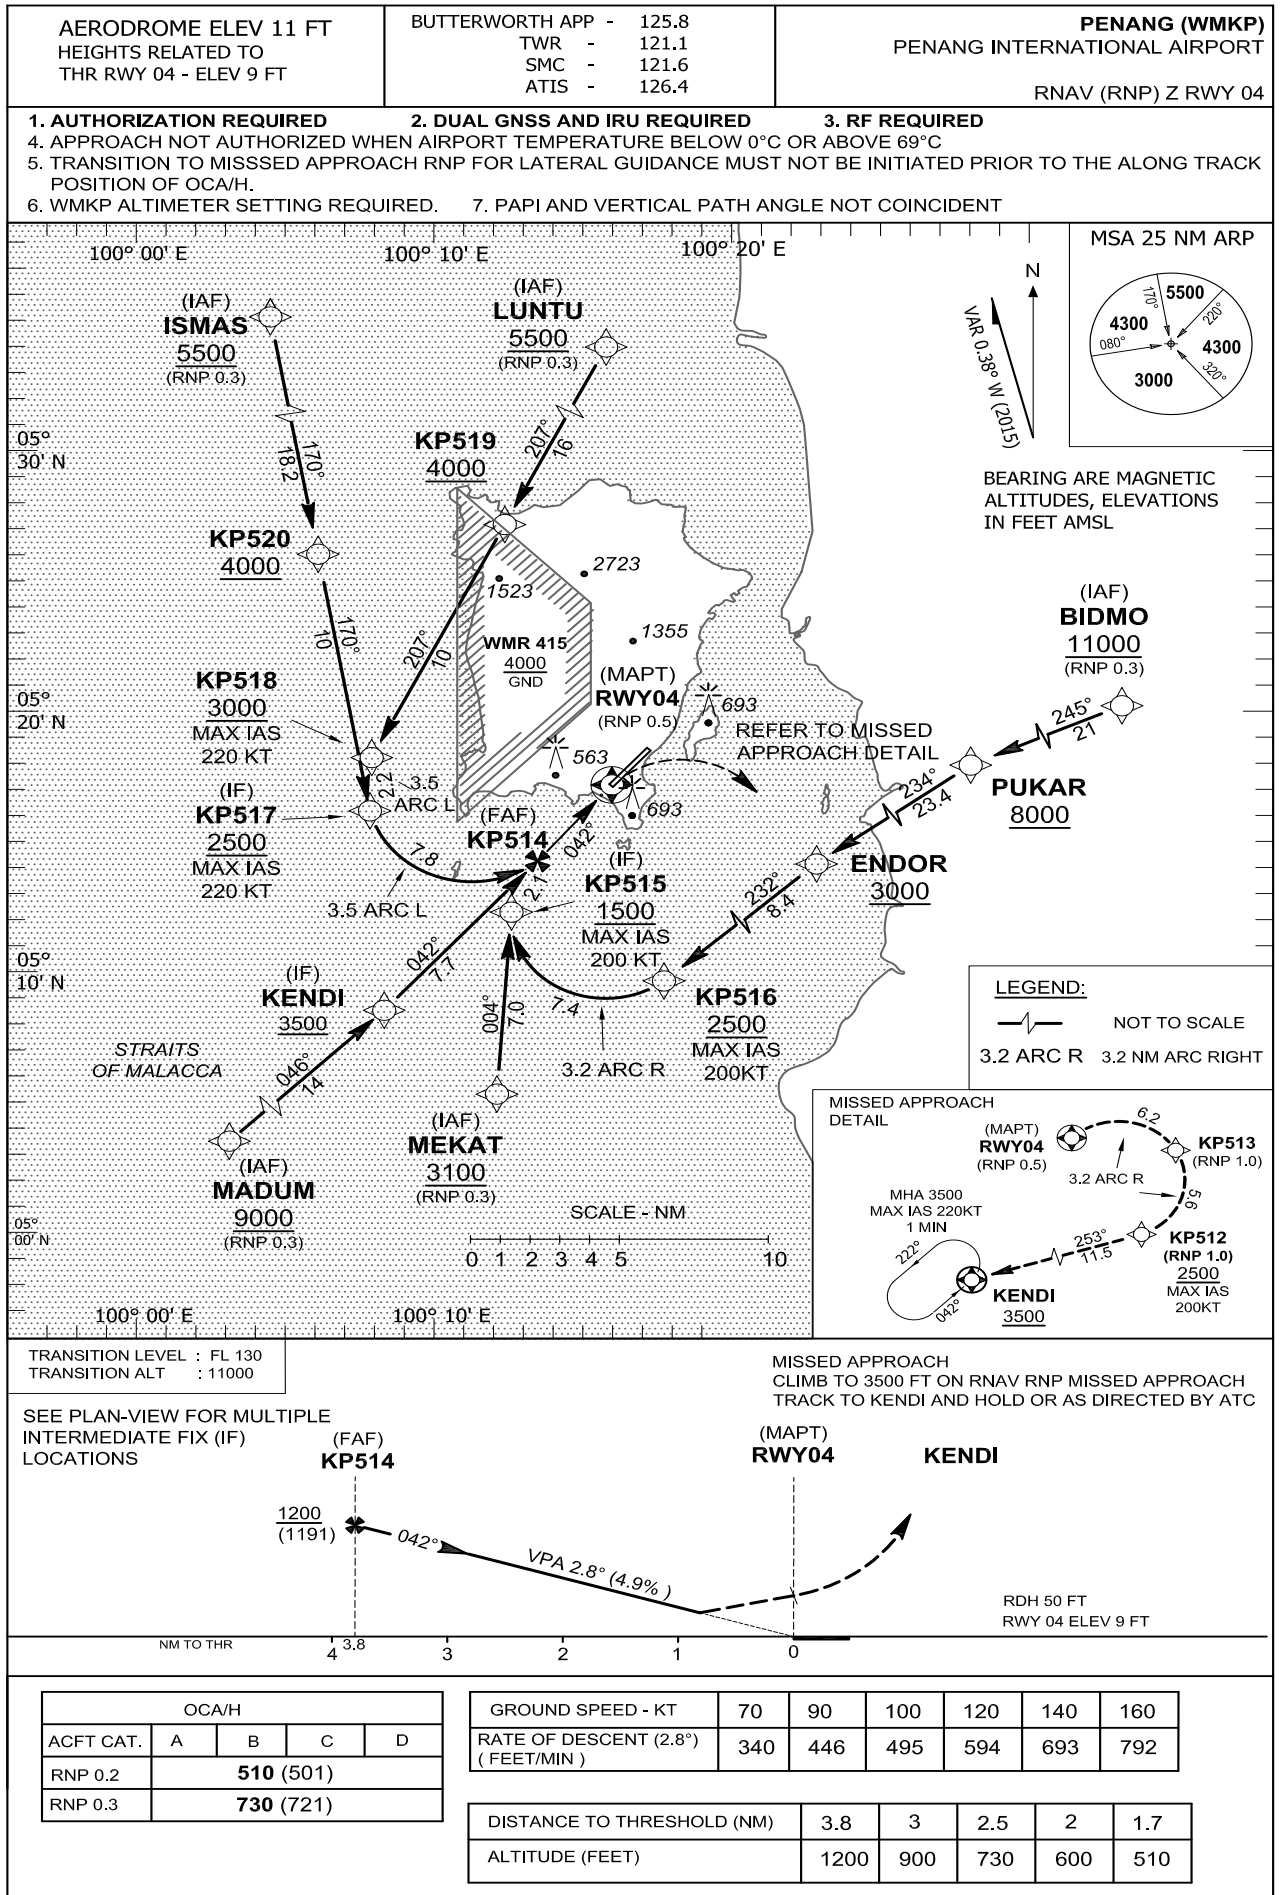 AERODROME ELEV 11 FT
HEIGHTS RELATED TO
THR RWY 04 - ELEV 9 FT
BUTTERWORTH APP - 125.8
TWR - 121.1
SMC - 121.6
ATIS - 126.4
PENANG (WMKP)
PENANG INTERNATIONAL AIRPORT
RNAV (RNP) Z RWY 04
1. AUTHORIZATION REQUIRED 2. DUAL GNSS AND IRU REQUIRED 3. RF REQUIRED
4. APPROACH NOT AUTHORIZED WHEN AIRPORT TEMPERATURE BELOW 0°C OR ABOVE 69°C
5. TRANSITION TO MISSSED APPROACH RNP FOR LATERAL GUIDANCE MUST NOT BE INITIATED PRIOR TO THE ALONG TRACK
POSITION OF OCA/H.
6. WMKP ALTIMETER SETTING REQUIRED. 7. PAPI AND VERTICAL PATH ANGLE NOT COINCIDENT
100° 00' E
100° 10' E
100° 20' E
MSA 25 NM ARP
5500
170°
220°
4300
080°
4300
320°
3000
N
VAR 0.38° W (2015)
BEARING ARE MAGNETIC
ALTITUDES, ELEVATIONS
IN FEET AMSL
(IAF)
ISMAS
5500
(RNP 0.3)
(IAF)
LUNTU
5500
(RNP 0.3)
05°
30' N
170°
18.2
207°
16
KP519
4000
KP520
4000
2723
1523
1355
170°
10
207°
10
WMR 415
4000
GND
(MAPT)
RWY04
(RNP 0.5)
693
563
693
REFER TO MISSED
APPROACH DETAIL
(IAF)
BIDMO
11000
(RNP 0.3)
245°
21
PUKAR
8000
234°
23.4
ENDOR
3000
232°
8.4
05°
20' N
KP518
3000
MAX IAS
220 KT
2.2
3.5
ARC L
(IF)
KP517
2500
MAX IAS
220 KT
7.8
3.5 ARC L
(FAF)
KP514
042°
2.1
(IF)
KP515
1500
MAX IAS
200 KT
05°
10' N
042°
7.7
(IF)
KENDI
3500
004°
7.0
7.4
3.2 ARC R
KP516
2500
MAX IAS
200KT
STRAITS
OF MALACCA
046°
14
(IAF)
MADUM
9000
(RNP 0.3)
(IAF)
MEKAT
3100
(RNP 0.3)
LEGEND:
NOT TO SCALE
3.2 ARC R 3.2 NM ARC RIGHT
05°
00' N
SCALE - NM
0 1 2 3 4 5 10
100° 00' E
100° 10' E
MISSED APPROACH
DETAIL
(MAPT)
RWY04
(RNP 0.5)
6.2
KP513
(RNP 1.0)
3.2 ARC R
5.6
MHA 3500
MAX IAS 220KT
1 MIN
222°
042°
253°
11.5
KP512
(RNP 1.0)
2500
MAX IAS
200KT
KENDI
3500
TRANSITION LEVEL : FL 130
TRANSITION ALT : 11000
MISSED APPROACH
CLIMB TO 3500 FT ON RNAV RNP MISSED APPROACH
TRACK TO KENDI AND HOLD OR AS DIRECTED BY ATC
SEE PLAN-VIEW FOR MULTIPLE
INTERMEDIATE FIX (IF)
LOCATIONS
(FAF)
KP514
(MAPT)
RWY04
KENDI
1200
(1191)
042°
VPA 2.8° (4.9% )
RDH 50 FT
RWY 04 ELEV 9 FT
NM TO THR
4 3.8 3 2 1 0
OCA/H
ACFT CAT. A B C D
RNP 0.2 510 (501)
RNP 0.3 730 (721)
GROUND SPEED - KT 70 90 100 120 140 160
RATE OF DESCENT (2.8°)
( FEET/MIN ) 340 446 495 594 693 792
DISTANCE TO THRESHOLD (NM) 3.8 3 2.5 2 1.7
ALTITUDE (FEET) 1200 900 730 600 510